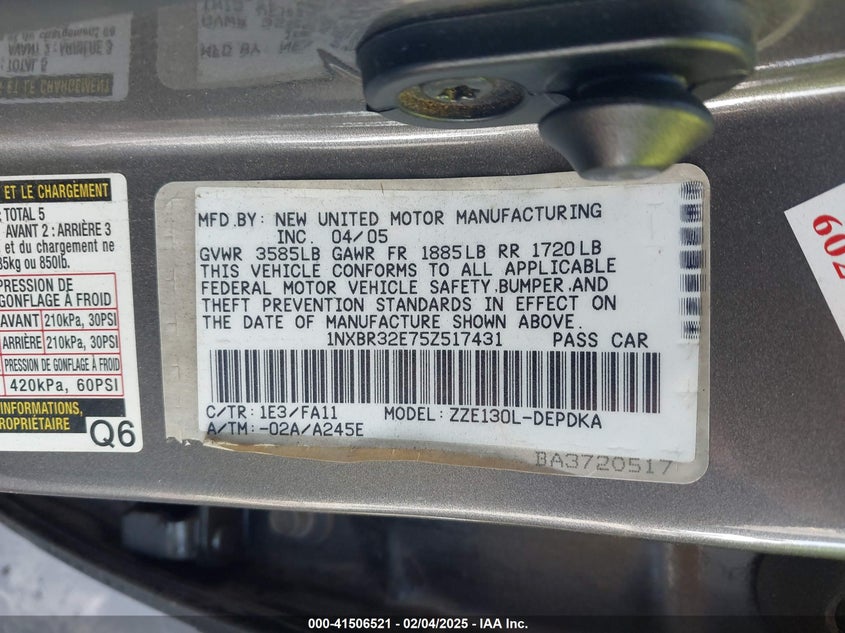 ET LE CHARGEMENT
TOTAL 5
AVANT 2 : ARRIÈRE 3
et du chargement ne
85kg ou 850lb.
PRESSION DE
GONFLAGE À FROID
AVANT 210kPa, 30PSI
ARRIÈRE 210kPa, 30PSI
PRESSION DE GONFLAGE À FROID
420kPa, 60PSI
d'informations
PROPRIÉTAIRE
Q6
MFD.BY: NEW UNITED MOTOR MANUFACTURING
INC. 04/05
GVWR 3585LB GAWR FR 1885LB RR 1720LB
THIS VEHICLE CONFORMS TO ALL APPLICABLE
FEDERAL MOTOR VEHICLE SAFETY,BUMPER,AND
THEFT PREVENTION STANDARDS IN EFFECT ON
THE DATE OF MANUFACTURE SHOWN ABOVE.
1NXBR32E75Z517431 PASS CAR
C/TR: 1E3/FA11 MODEL: ZZE130L-DEPDKA
A/TM: -02A/A245E
BA3720517
602
000-41506521 - 02/04/2025 - IAA Inc.